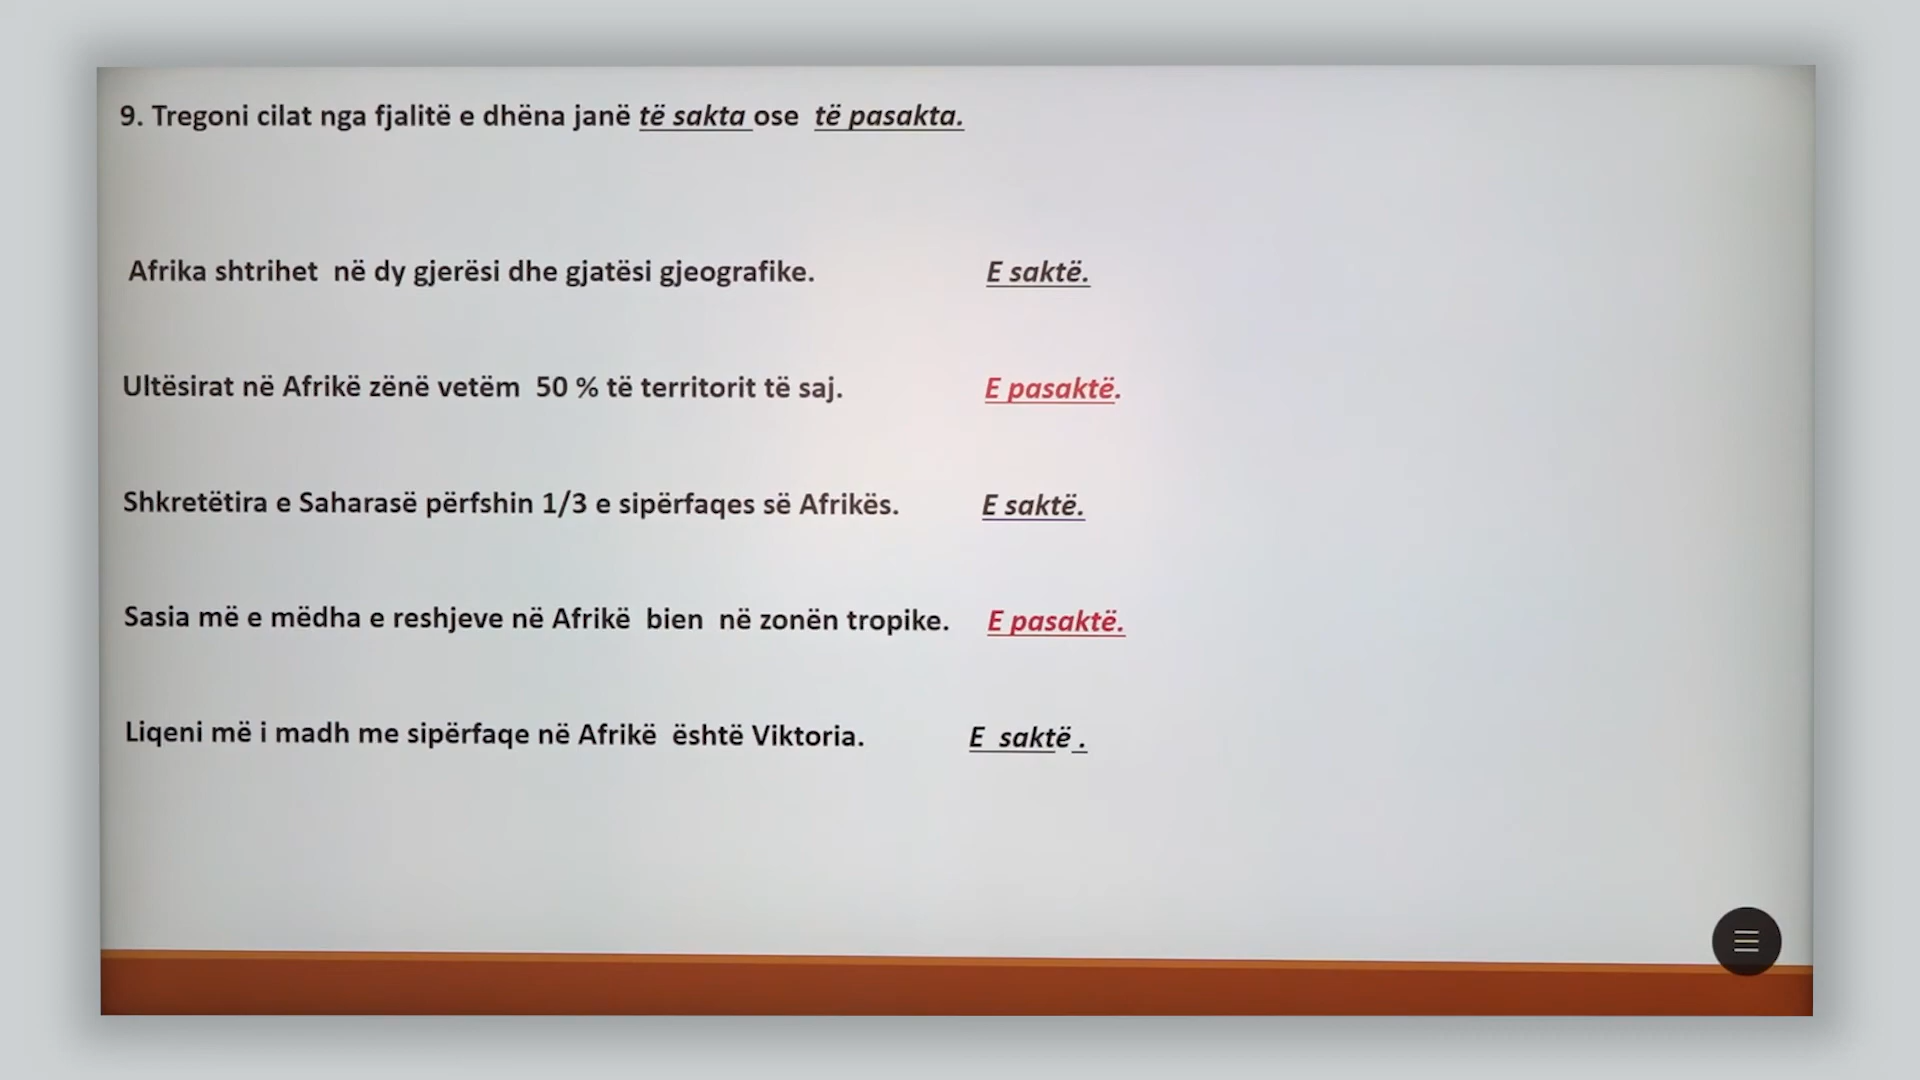 9. Tregoni cilat nga fjalitë e dhëna janë të sakta ose të pasakta.
Afrika shtrihet në dy gjerësi dhe gjatësi gjeografike. E saktë.
Ultësirat në Afrikë zënë vetëm 50 % të territorit të saj. E pasaktë.
Shkretëtira e Saharasë përfshin 1/3 e sipërfaqes së Afrikës. E saktë.
Sasia më e mëdha e reshjeve në Afrikë bien në zonën tropike. E pasaktë.
Liqeni më i madh me sipërfaqe në Afrikë është Viktoria. E saktë .